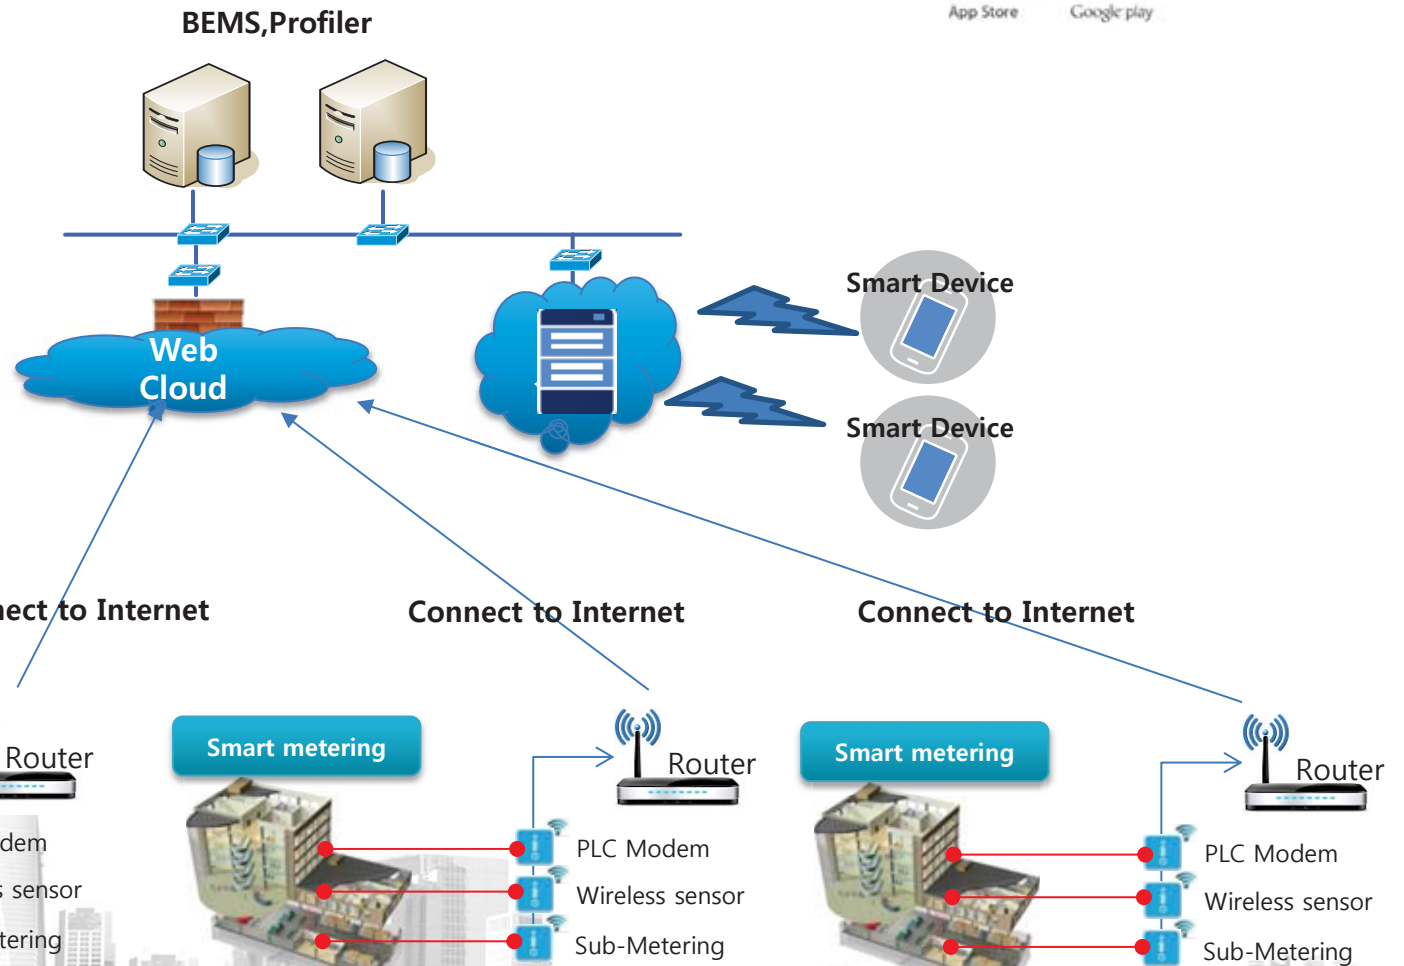 App Store Google play
BEMS,Profiler
Smart Device
Web
Cloud
Smart Device
nect to Internet
Connect to Internet
Connect to Internet
Router
Smart metering
Router
Smart metering
Router
dem
PLC Modem
PLC Modem
s sensor
Wireless sensor
Wireless sensor
tering
Sub-Metering
Sub-Metering